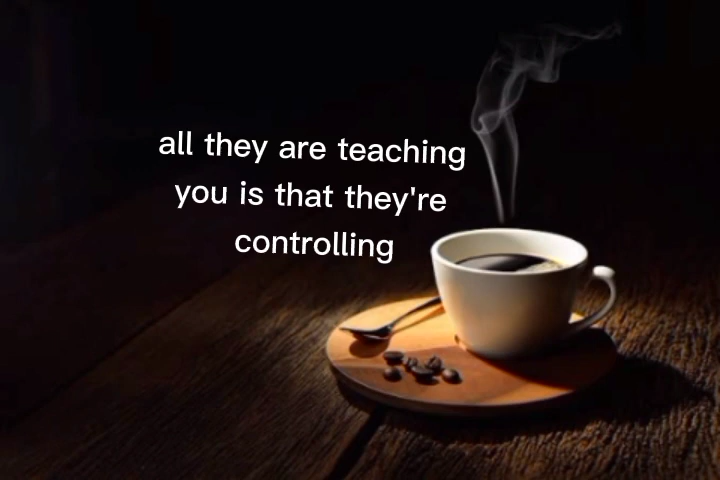 all they are teaching
you is that they're
controlling